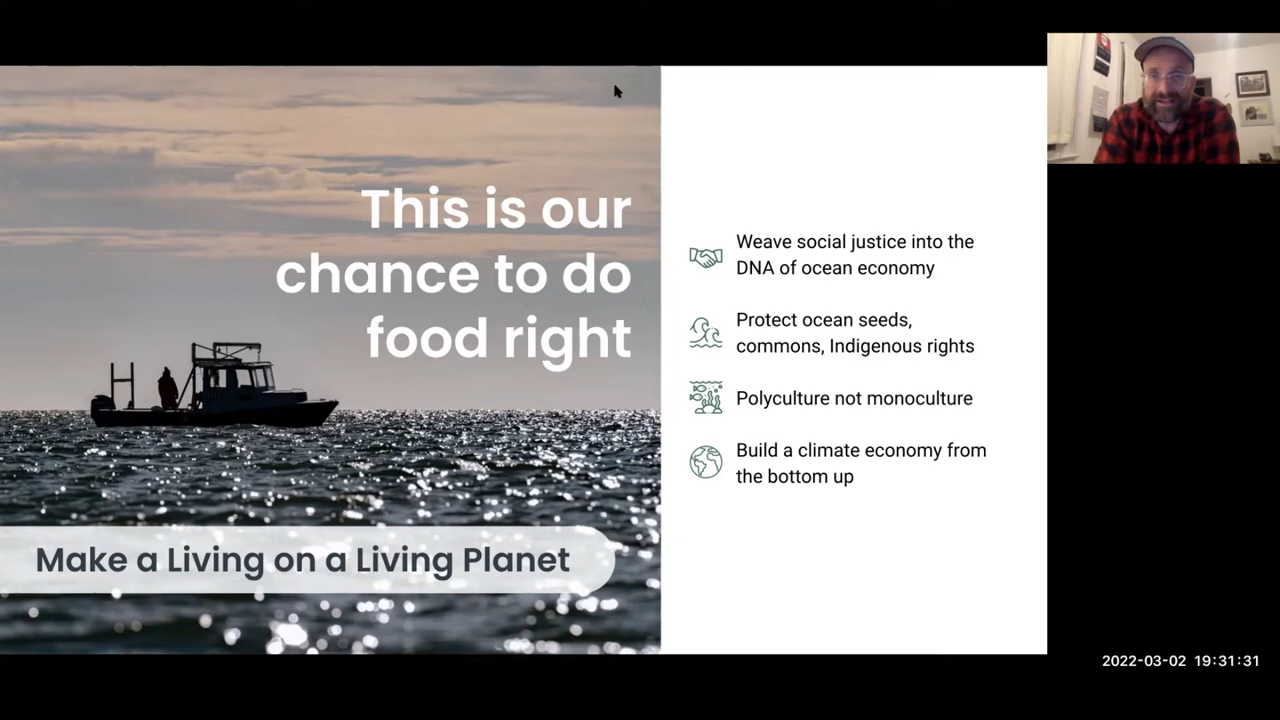 This is our
chance to do
food right
Make a Living on a Living Planet
Weave social justice into the
DNA of ocean economy
Protect ocean seeds,
commons, Indigenous rights
Polyculture not monoculture
Build a climate economy from
the bottom up
2022-03-02 19:31:31